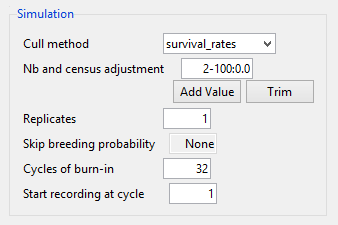 Simulation
Cull method survival_rates
Nb and census adjustment 2-100:0.0
Add Value Trim
Replicates 1
Skip breeding probability None
Cycles of burn-in 32
Start recording at cycle 1